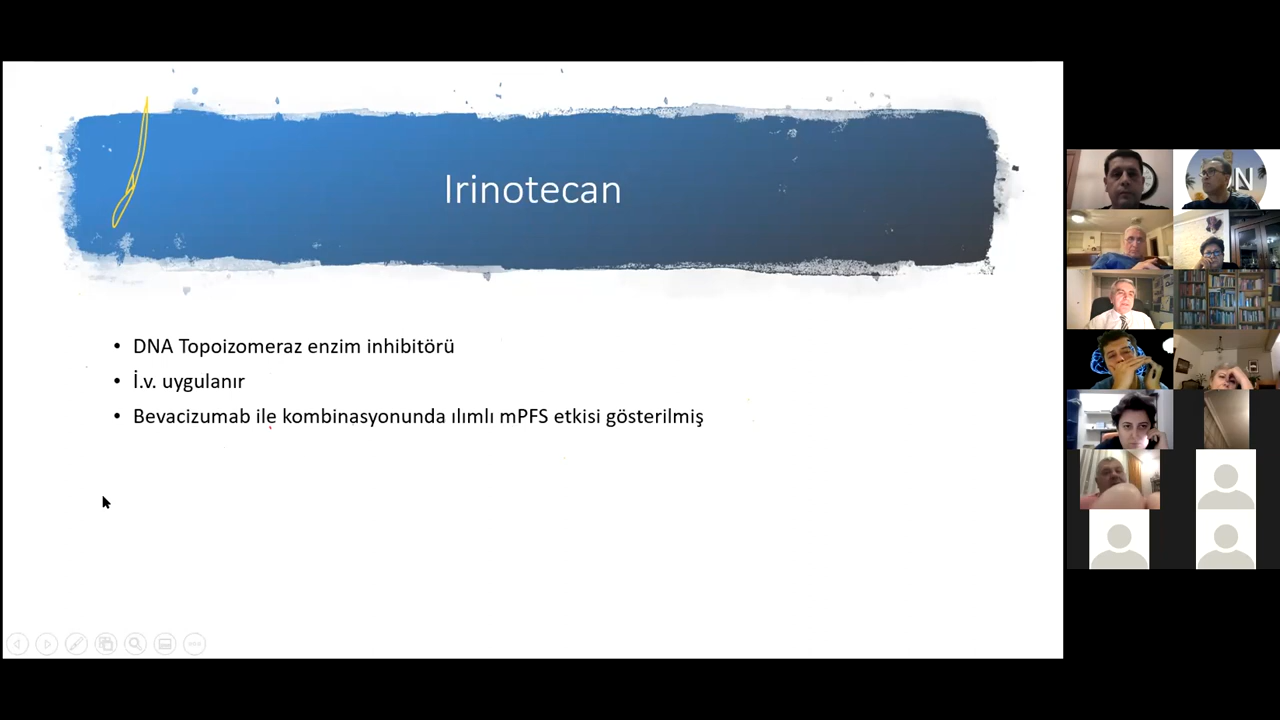 Irinotecan
DNA Topoizomeraz enzim inhibitörü
İ.v. uygulanır
Bevacizumab ile kombinasyonunda ılımlı mPFS etkisi gösterilmiş
N